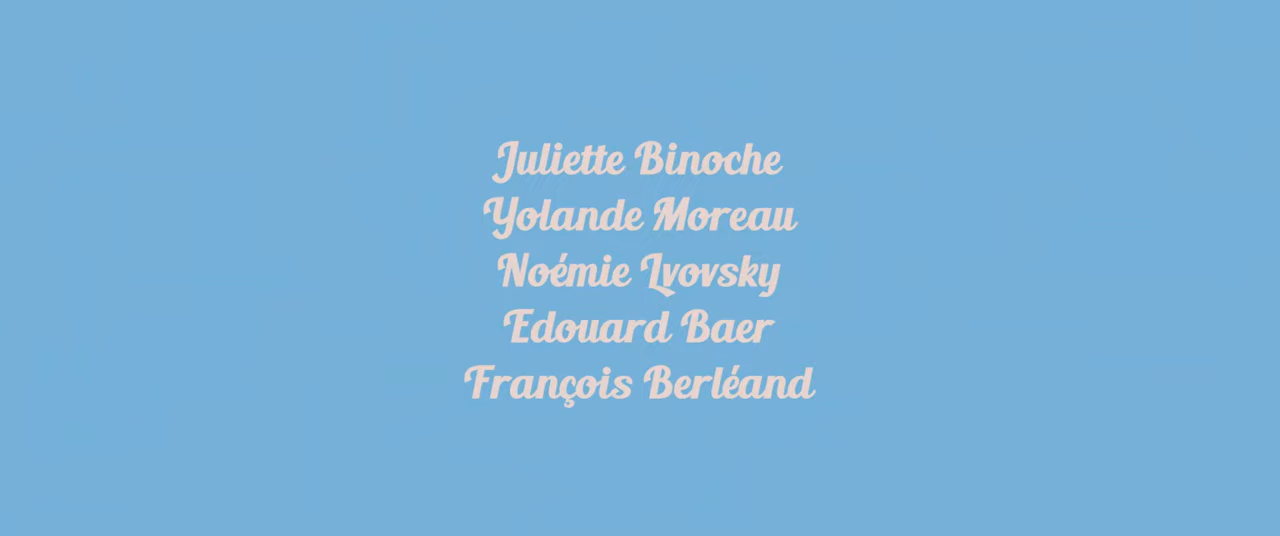 Juliette Binoche
Yolande Moreau
Noémie Lvovsky
Edouard Baer
François Berléand